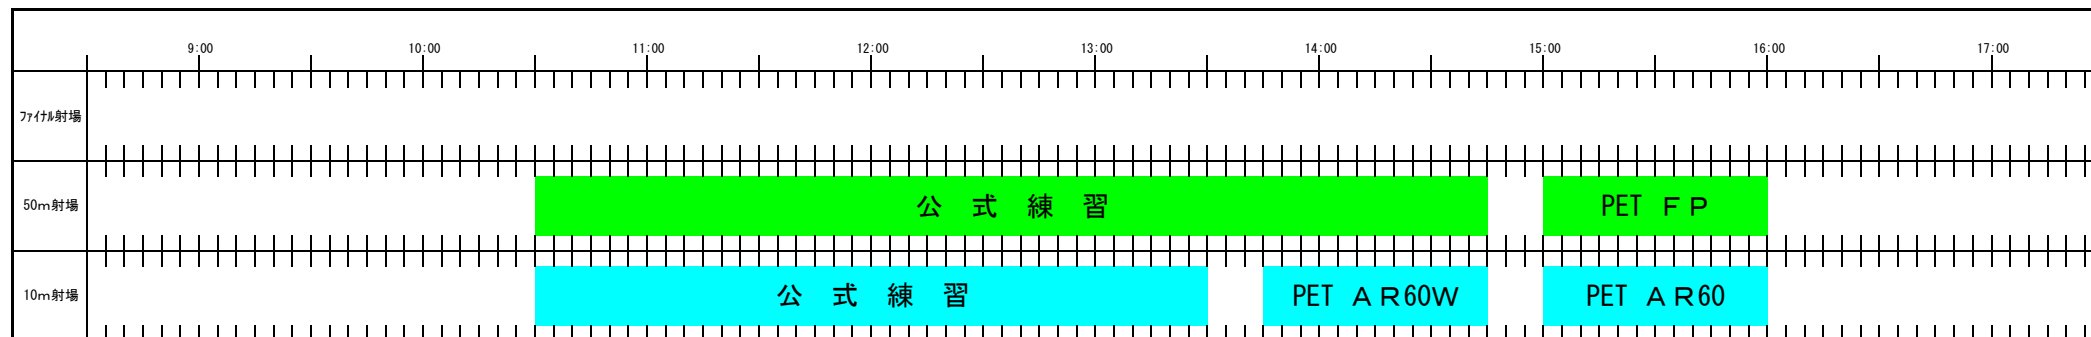 9:00 10:00 11:00 12:00 13:00 14:00 15:00 16:00 17:00
ﾌｧｲﾅﾙ射場
50ｍ射場 公 式 練 習 PET ＦＰ
10ｍ射場 公 式 練 習 PET ＡＲ60Ｗ PET ＡＲ60